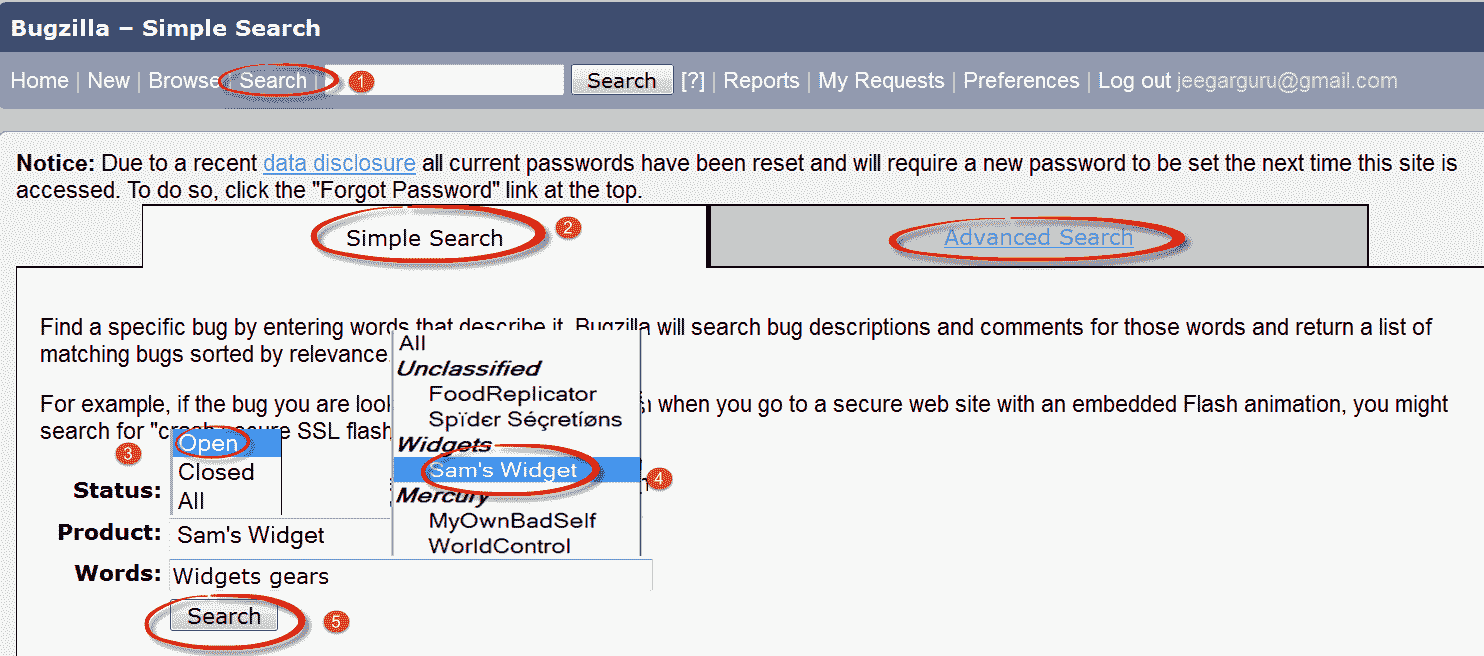 Bugzilla – Simple Search
Home | New | Browse | Search | 1 Search [?] | Reports | My Requests | Preferences | Log out jeegarguru@gmail.com
Notice: Due to a recent data disclosure all current passwords have been reset and will require a new password to be set the next time this site is
accessed. To do so, click the "Forgot Password" link at the top.
Simple Search 2 Advanced Search
Find a specific bug by entering words that describe it. Bugzilla will search bug descriptions and comments for those words and return a list of
matching bugs sorted by relevance.
For example, if the bug you are when you go to a secure web site with an embedded Flash animation, you might
search for "crash secure SSL flash
All
Unclassified
FoodReplicator
Spïdєr Séçretíøns
Widgets
Sam's Widget 4
Mercury
MyOwnBadSelf
WorldControl
3 Open
Closed
Status: All
Product: Sam's Widget
Words: Widgets gears
Search 5